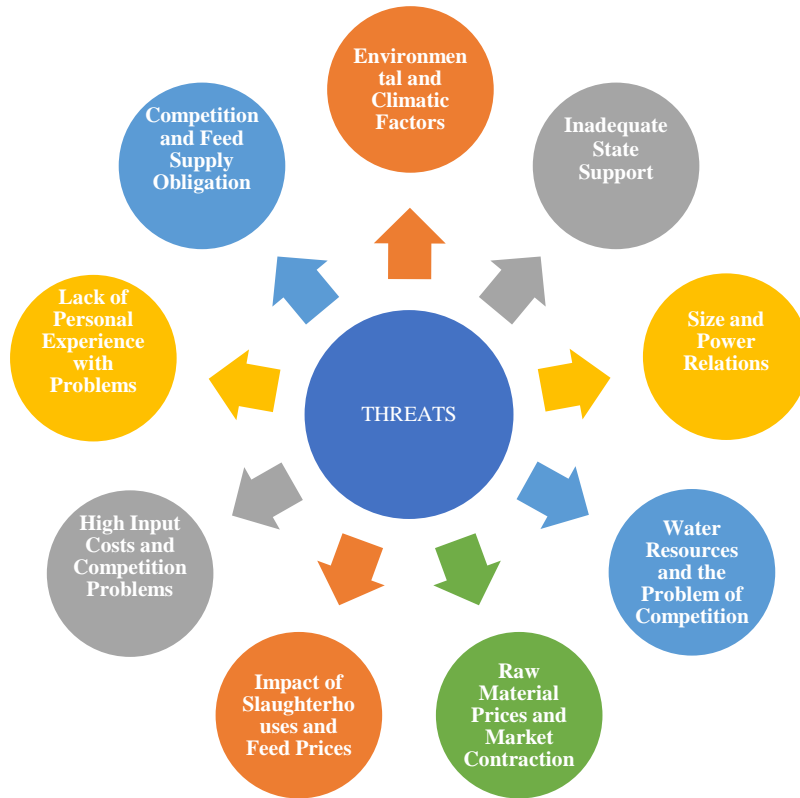 Environmen
tal and
Climatic
Factors
Inadequate
State
Support
Size and
Power
Relations
Water
Resources
and the
Problem of
Competition
Raw
Material
Prices and
Market
Contraction
Impact of
Slaughterho
uses and
Feed Prices
High Input
Costs and
Competition
Problems
Lack of
Personal
Experience
with
Problems
Competition
and Feed
Supply
Obligation
THREATS